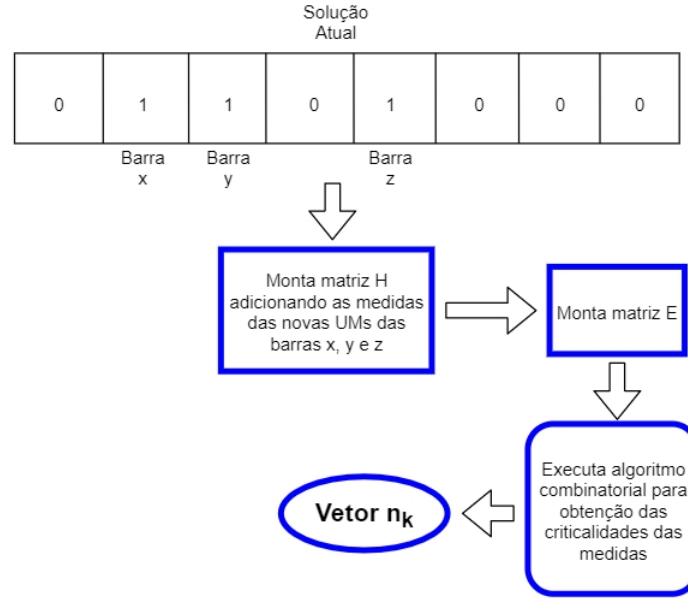 Solução
Atual
0 1 1 0 1 0 0 0
Barra
x
Barra
y
Barra
z
Monta matriz H
adicionando as medidas
das novas UMs das
barras x, y e z
Monta matriz E
Executa algoritmo
combinatorial para
obtenção das
criticalidades das
medidas
Vetor nk